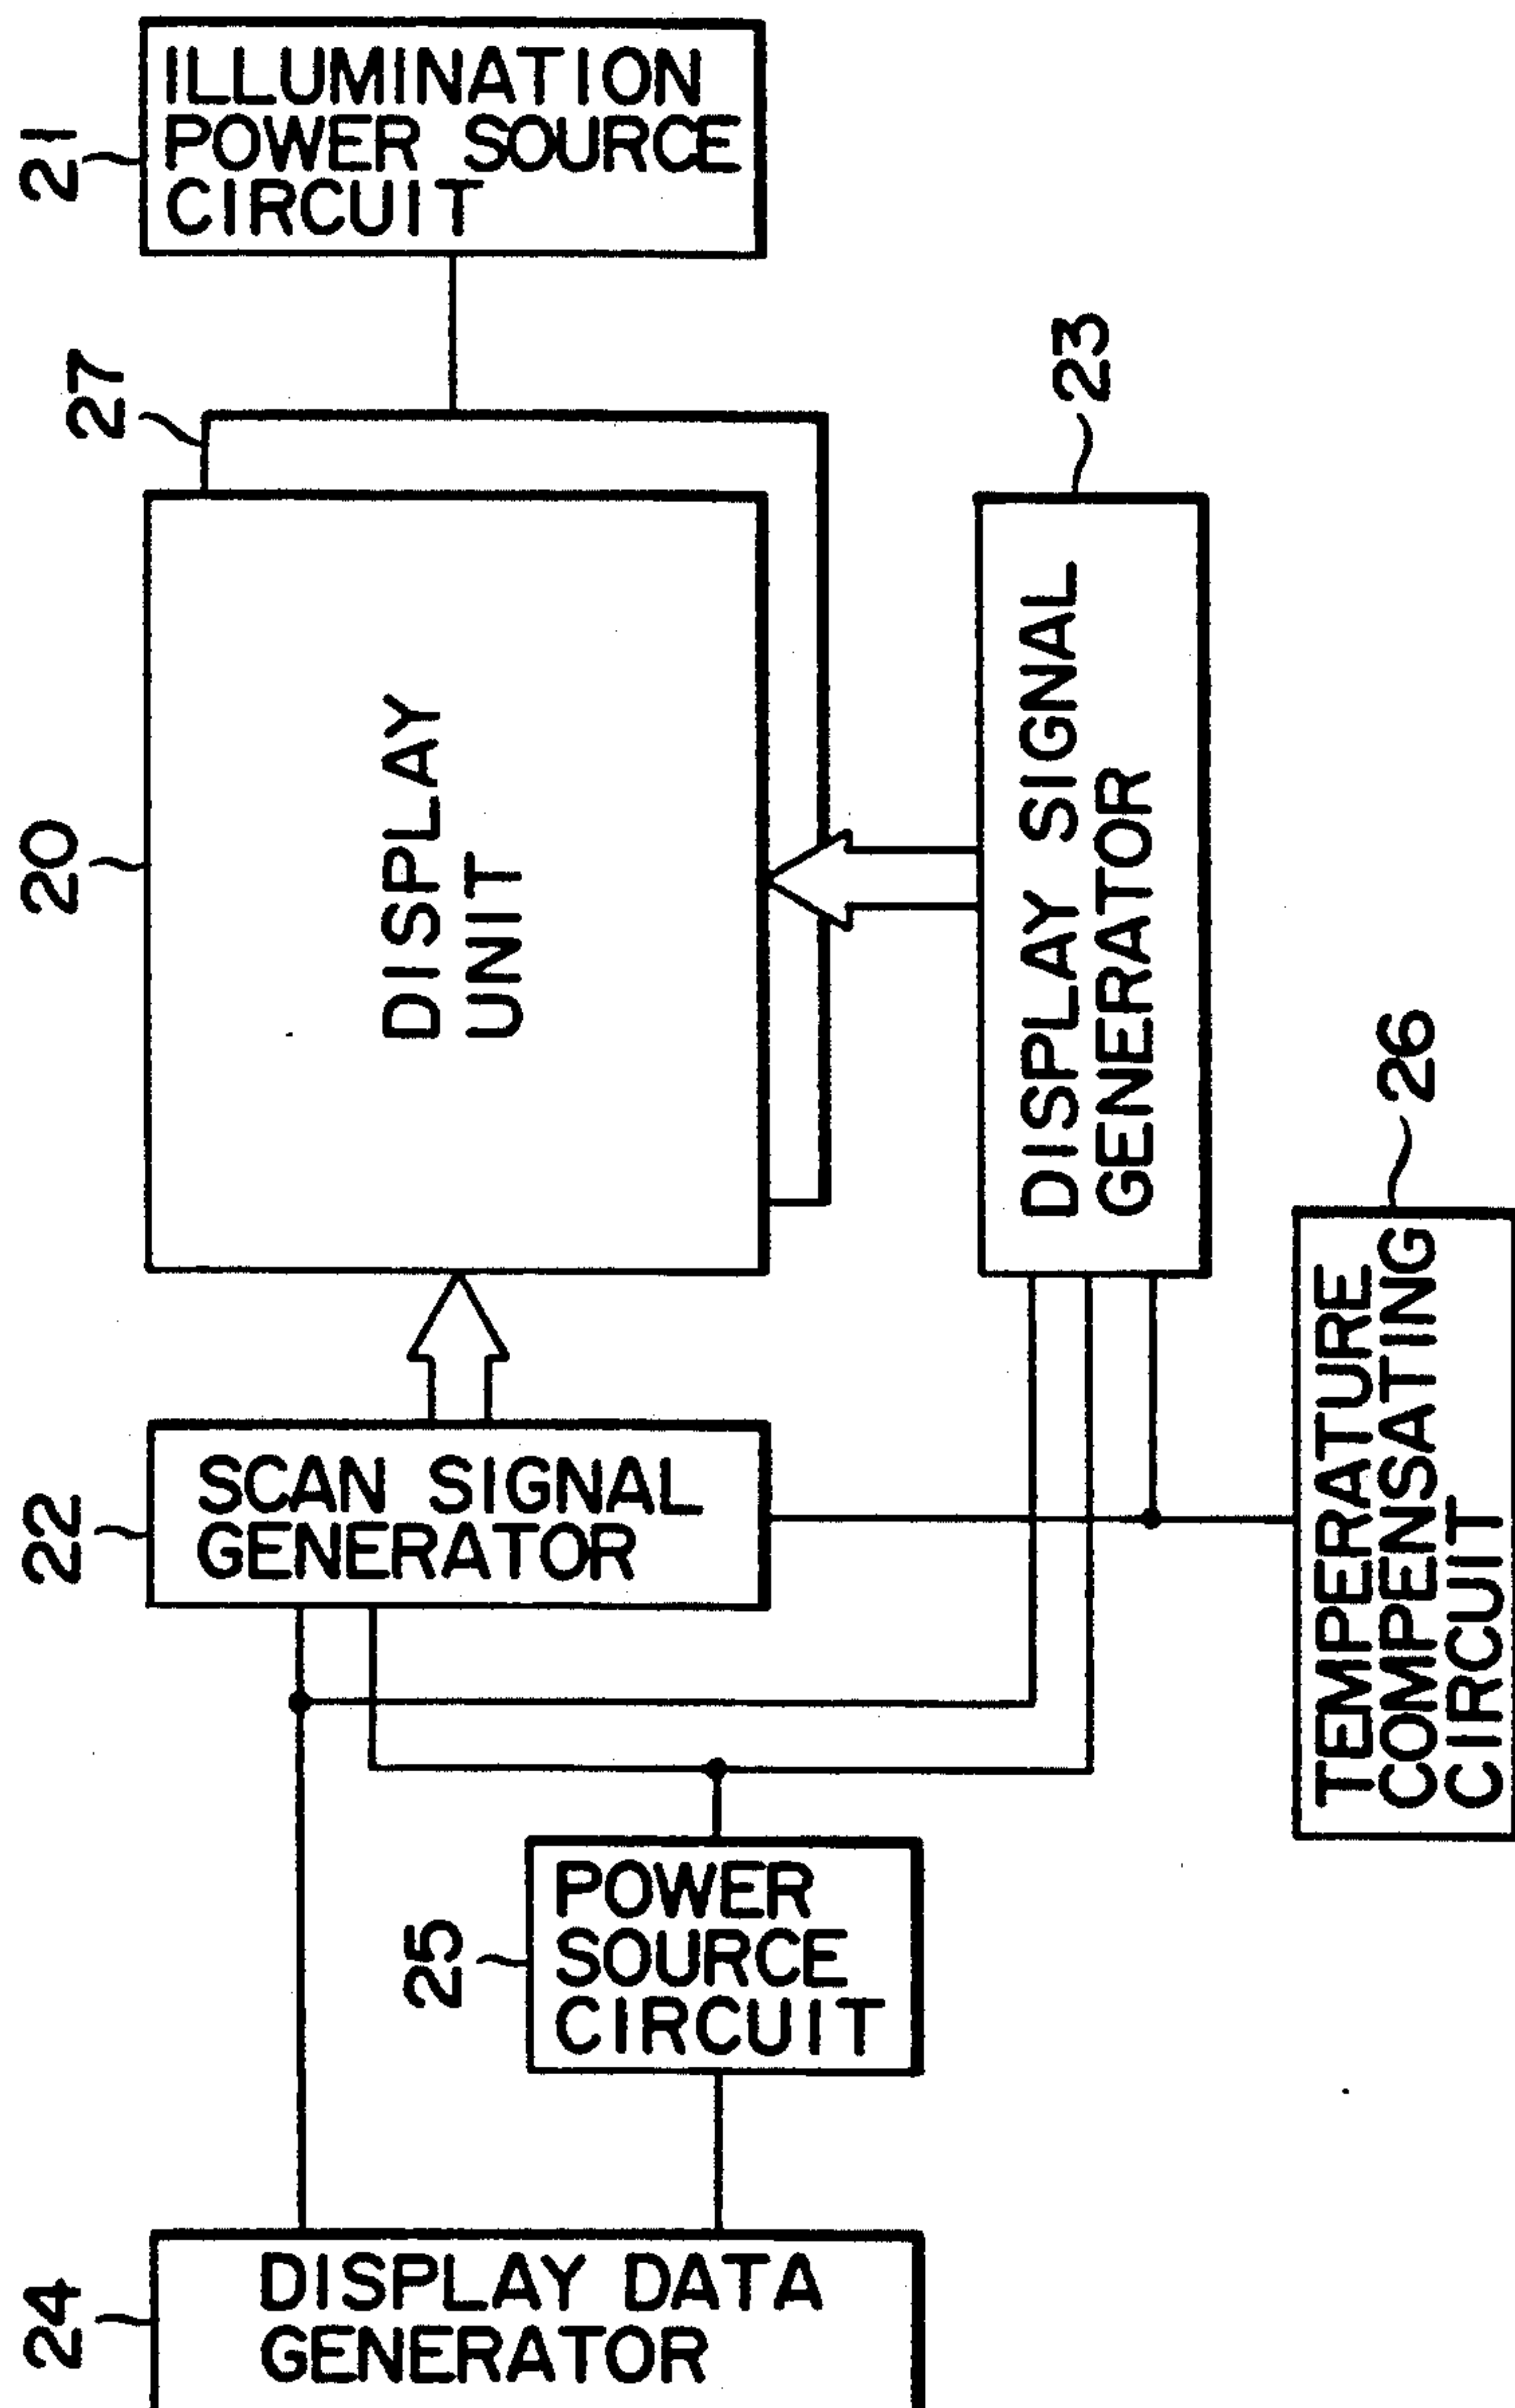 21
ILLUMINATION
POWER SOURCE
CIRCUIT
27
20
DISPLAY
UNIT
23
DISPLAY SIGNAL
GENERATOR
22
SCAN SIGNAL
GENERATOR
26
TEMPERATURE
COMPENSATING
CIRCUIT
25
POWER
SOURCE
CIRCUIT
24
DISPLAY DATA
GENERATOR